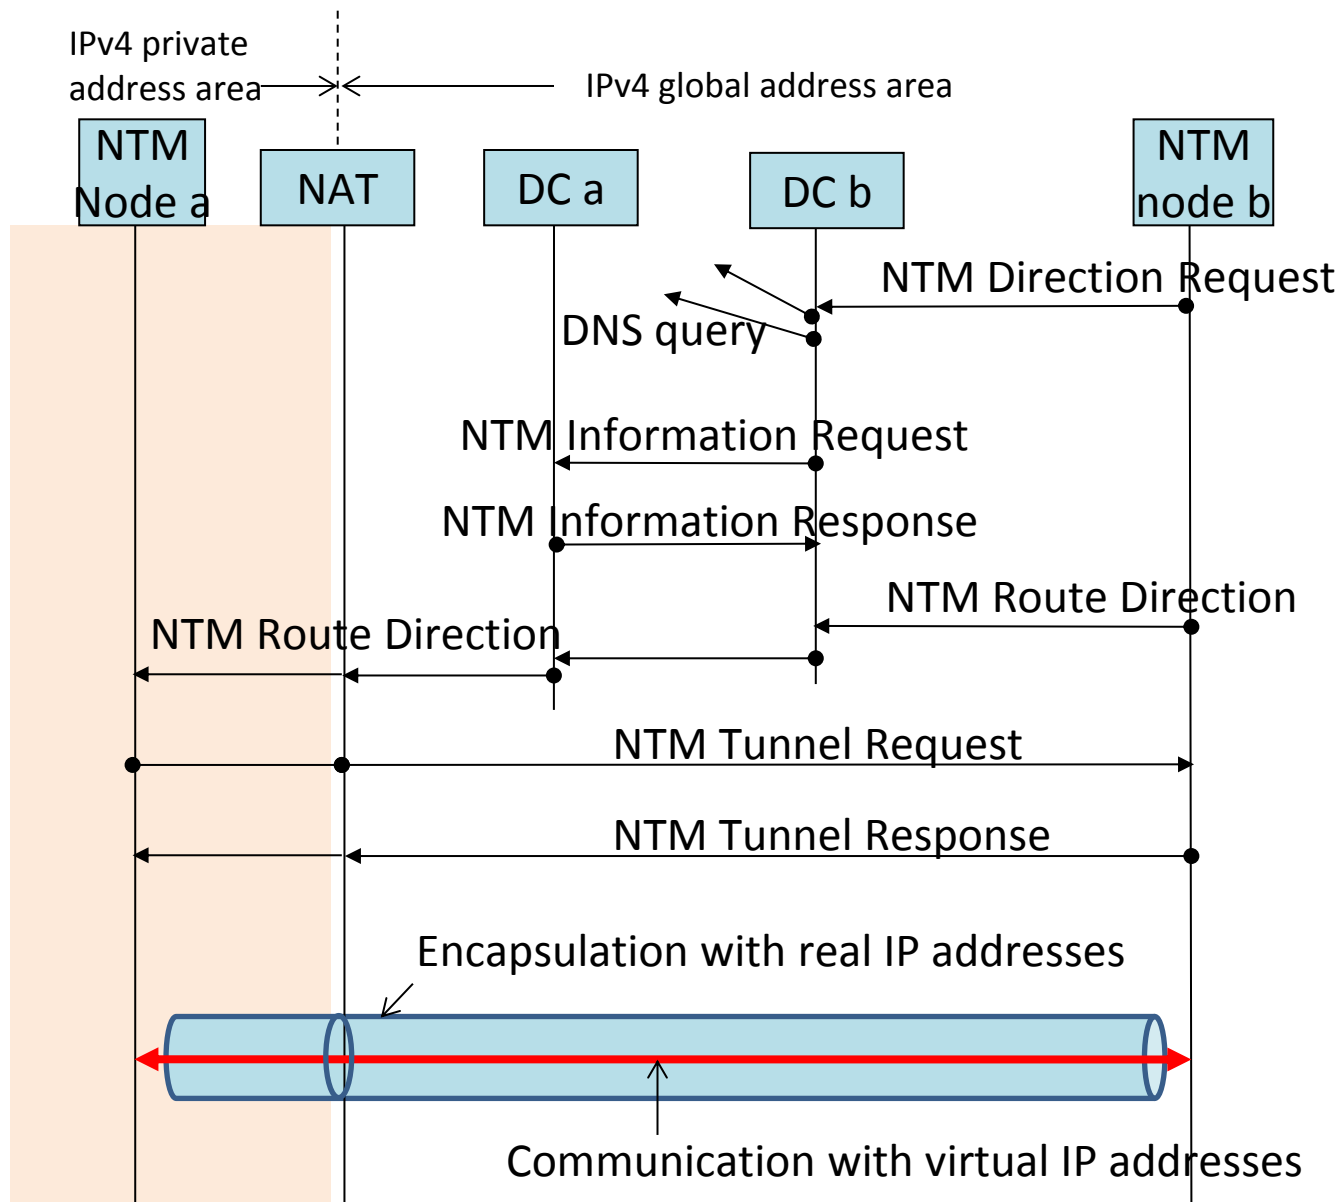 IPv4 private
address area
IPv4 global address area
NTM
Node a
NAT
DC a
DC b
NTM
node b
NTM Direction Request
DNS query
NTM Information Request
NTM Information Response
NTM Route Direction
NTM Route Direction
NTM Tunnel Request
NTM Tunnel Response
Encapsulation with real IP addresses
Communication with virtual IP addresses